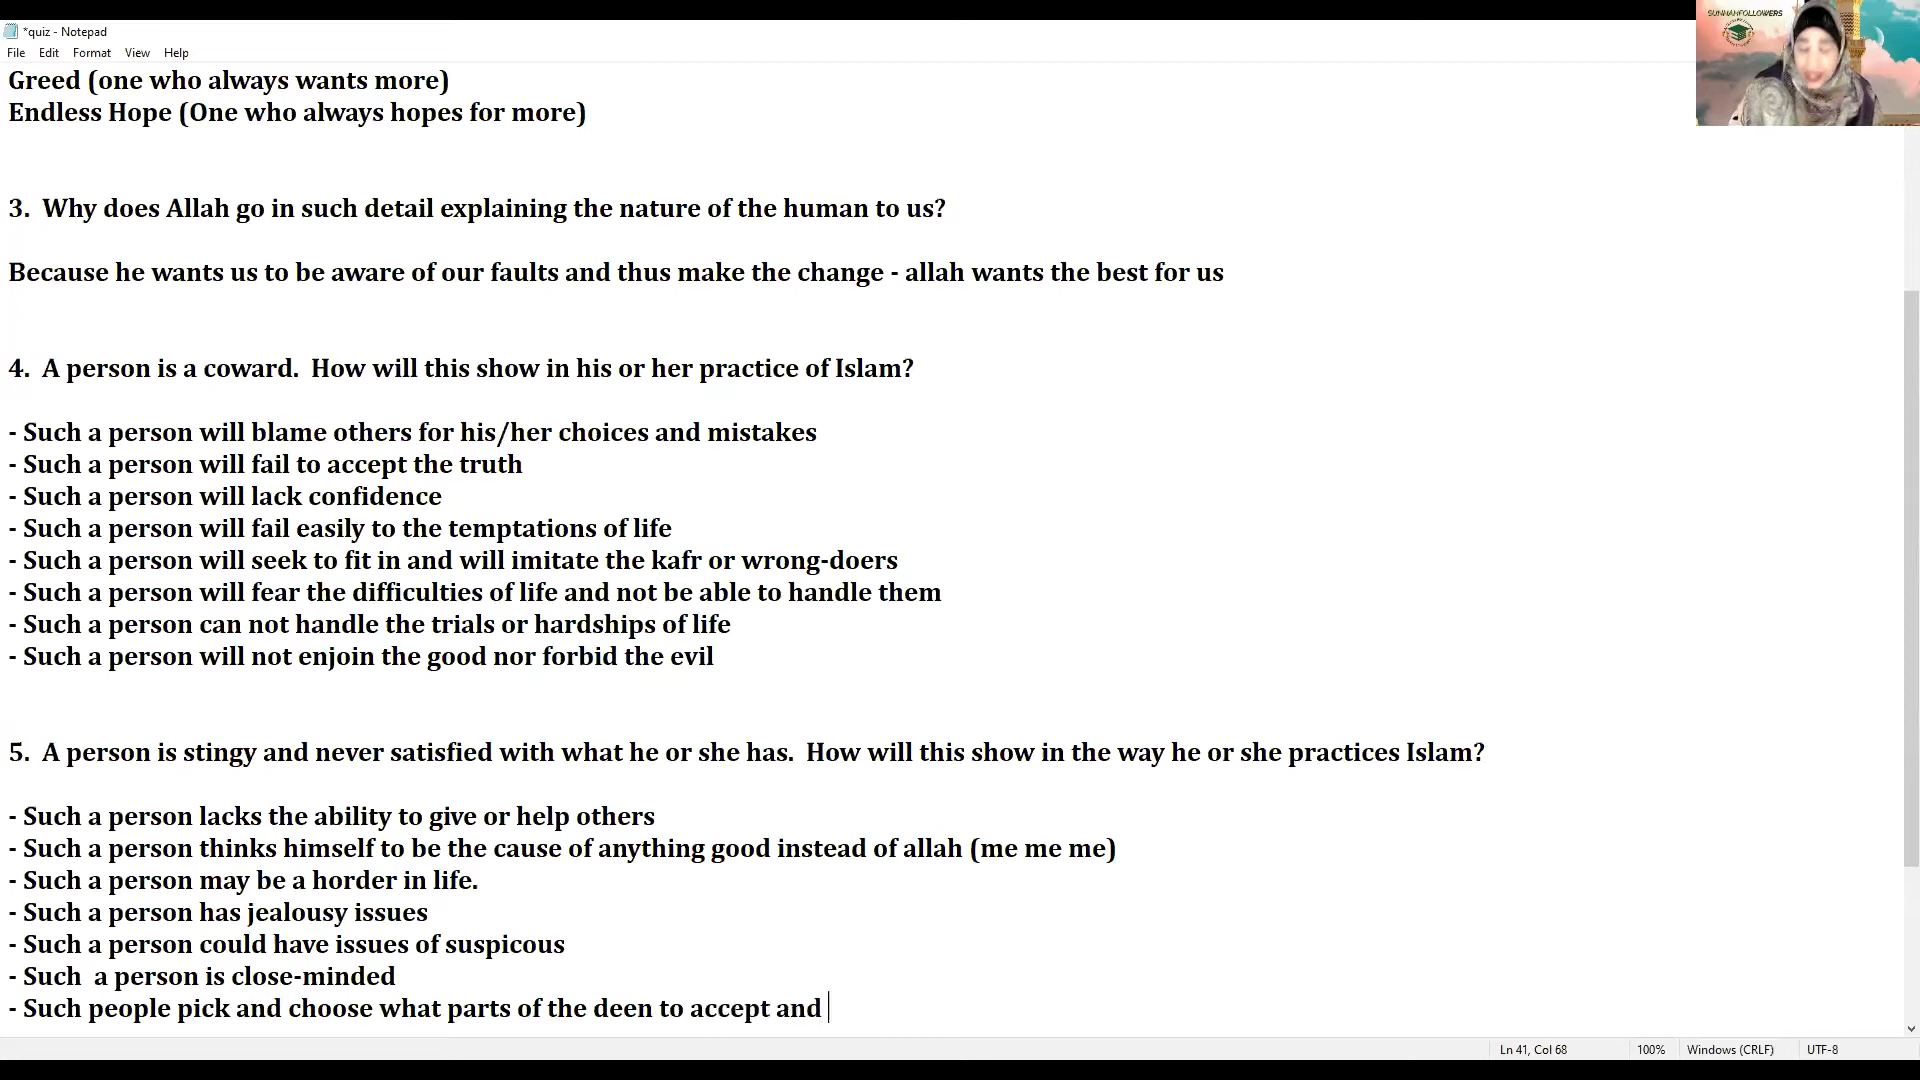 *quiz - Notepad
SUNNAHFOLLOWERS
File Edit Format View Help
Greed (one who always wants more)
Endless Hope (One who always hopes for more)
3.  Why does Allah go in such detail explaining the nature of the human to us?
Because he wants us to be aware of our faults and thus make the change - allah wants the best for us
4.  A person is a coward.  How will this show in his or her practice of Islam?
- Such a person will blame others for his/her choices and mistakes
- Such a person will fail to accept the truth
- Such a person will lack confidence
- Such a person will fail easily to the temptations of life
- Such a person will seek to fit in and will imitate the kafr or wrong-doers
- Such a person will fear the difficulties of life and not be able to handle them
- Such a person can not handle the trials or hardships of life
- Such a person will not enjoin the good nor forbid the evil
5.  A person is stingy and never satisfied with what he or she has.  How will this show in the way he or she practices Islam?
- Such a person lacks the ability to give or help others
- Such a person thinks himself to be the cause of anything good instead of allah (me me me)
- Such a person may be a horder in life.
- Such a person has jealousy issues
- Such a person could have issues of suspicous
- Such  a person is close-minded
- Such people pick and choose what parts of the deen to accept and
Ln 41, Col 68 100% Windows (CRLF) UTF-8